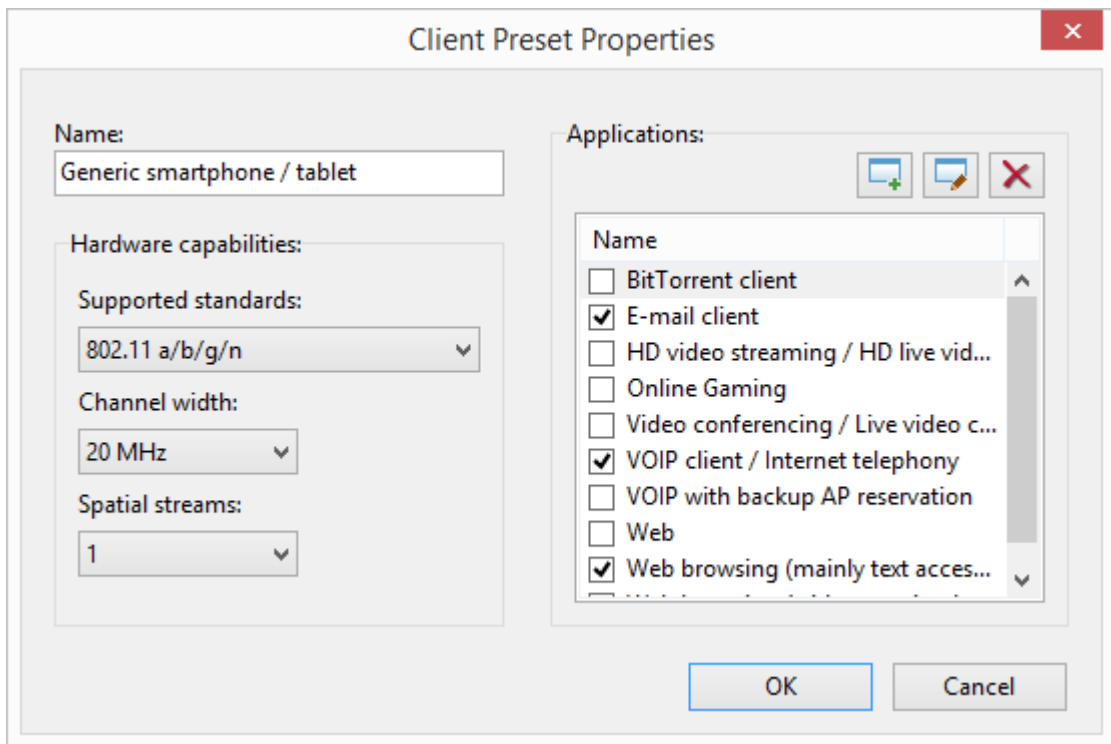 Client Preset Properties
Name:
Generic smartphone / tablet
Hardware capabilities:
Supported standards:
802.11 a/b/g/n
Channel width:
20 MHz
Spatial streams:
1
Applications:
Name
BitTorrent client
E-mail client
HD video streaming / HD live vid...
Online Gaming
Video conferencing / Live video c...
VOIP client / Internet telephony
VOIP with backup AP reservation
Web
Web browsing (mainly text acces...
OK
Cancel